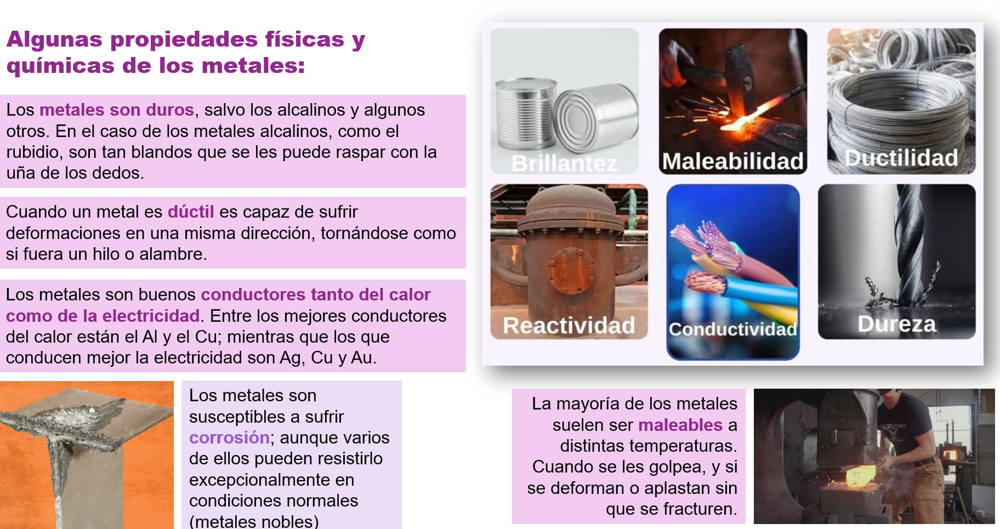 Algunas propiedades físicas y
químicas de los metales:
Los metales son duros, salvo los alcalinos y algunos
otros. En el caso de los metales alcalinos, como el
rubidio, son tan blandos que se les puede raspar con la
uña de los dedos.
Cuando un metal es dúctil es capaz de sufrir
deformaciones en una misma dirección, tornándose como
si fuera un hilo o alambre.
Los metales son buenos conductores tanto del calor
como de la electricidad. Entre los mejores conductores
del calor están el Al y el Cu; mientras que los que
conducen mejor la electricidad son Ag, Cu y Au.
Los metales son
susceptibles a sufrir
corrosión; aunque varios
de ellos pueden resistirlo
excepcionalmente en
condiciones normales
(metales nobles)
Brillantez
Maleabilidad
Ductilidad
Reactividad
Conductividad
Dureza
La mayoría de los metales
suelen ser maleables a
distintas temperaturas.
Cuando se les golpea, y si
se deforman o aplastan sin
que se fracturen.